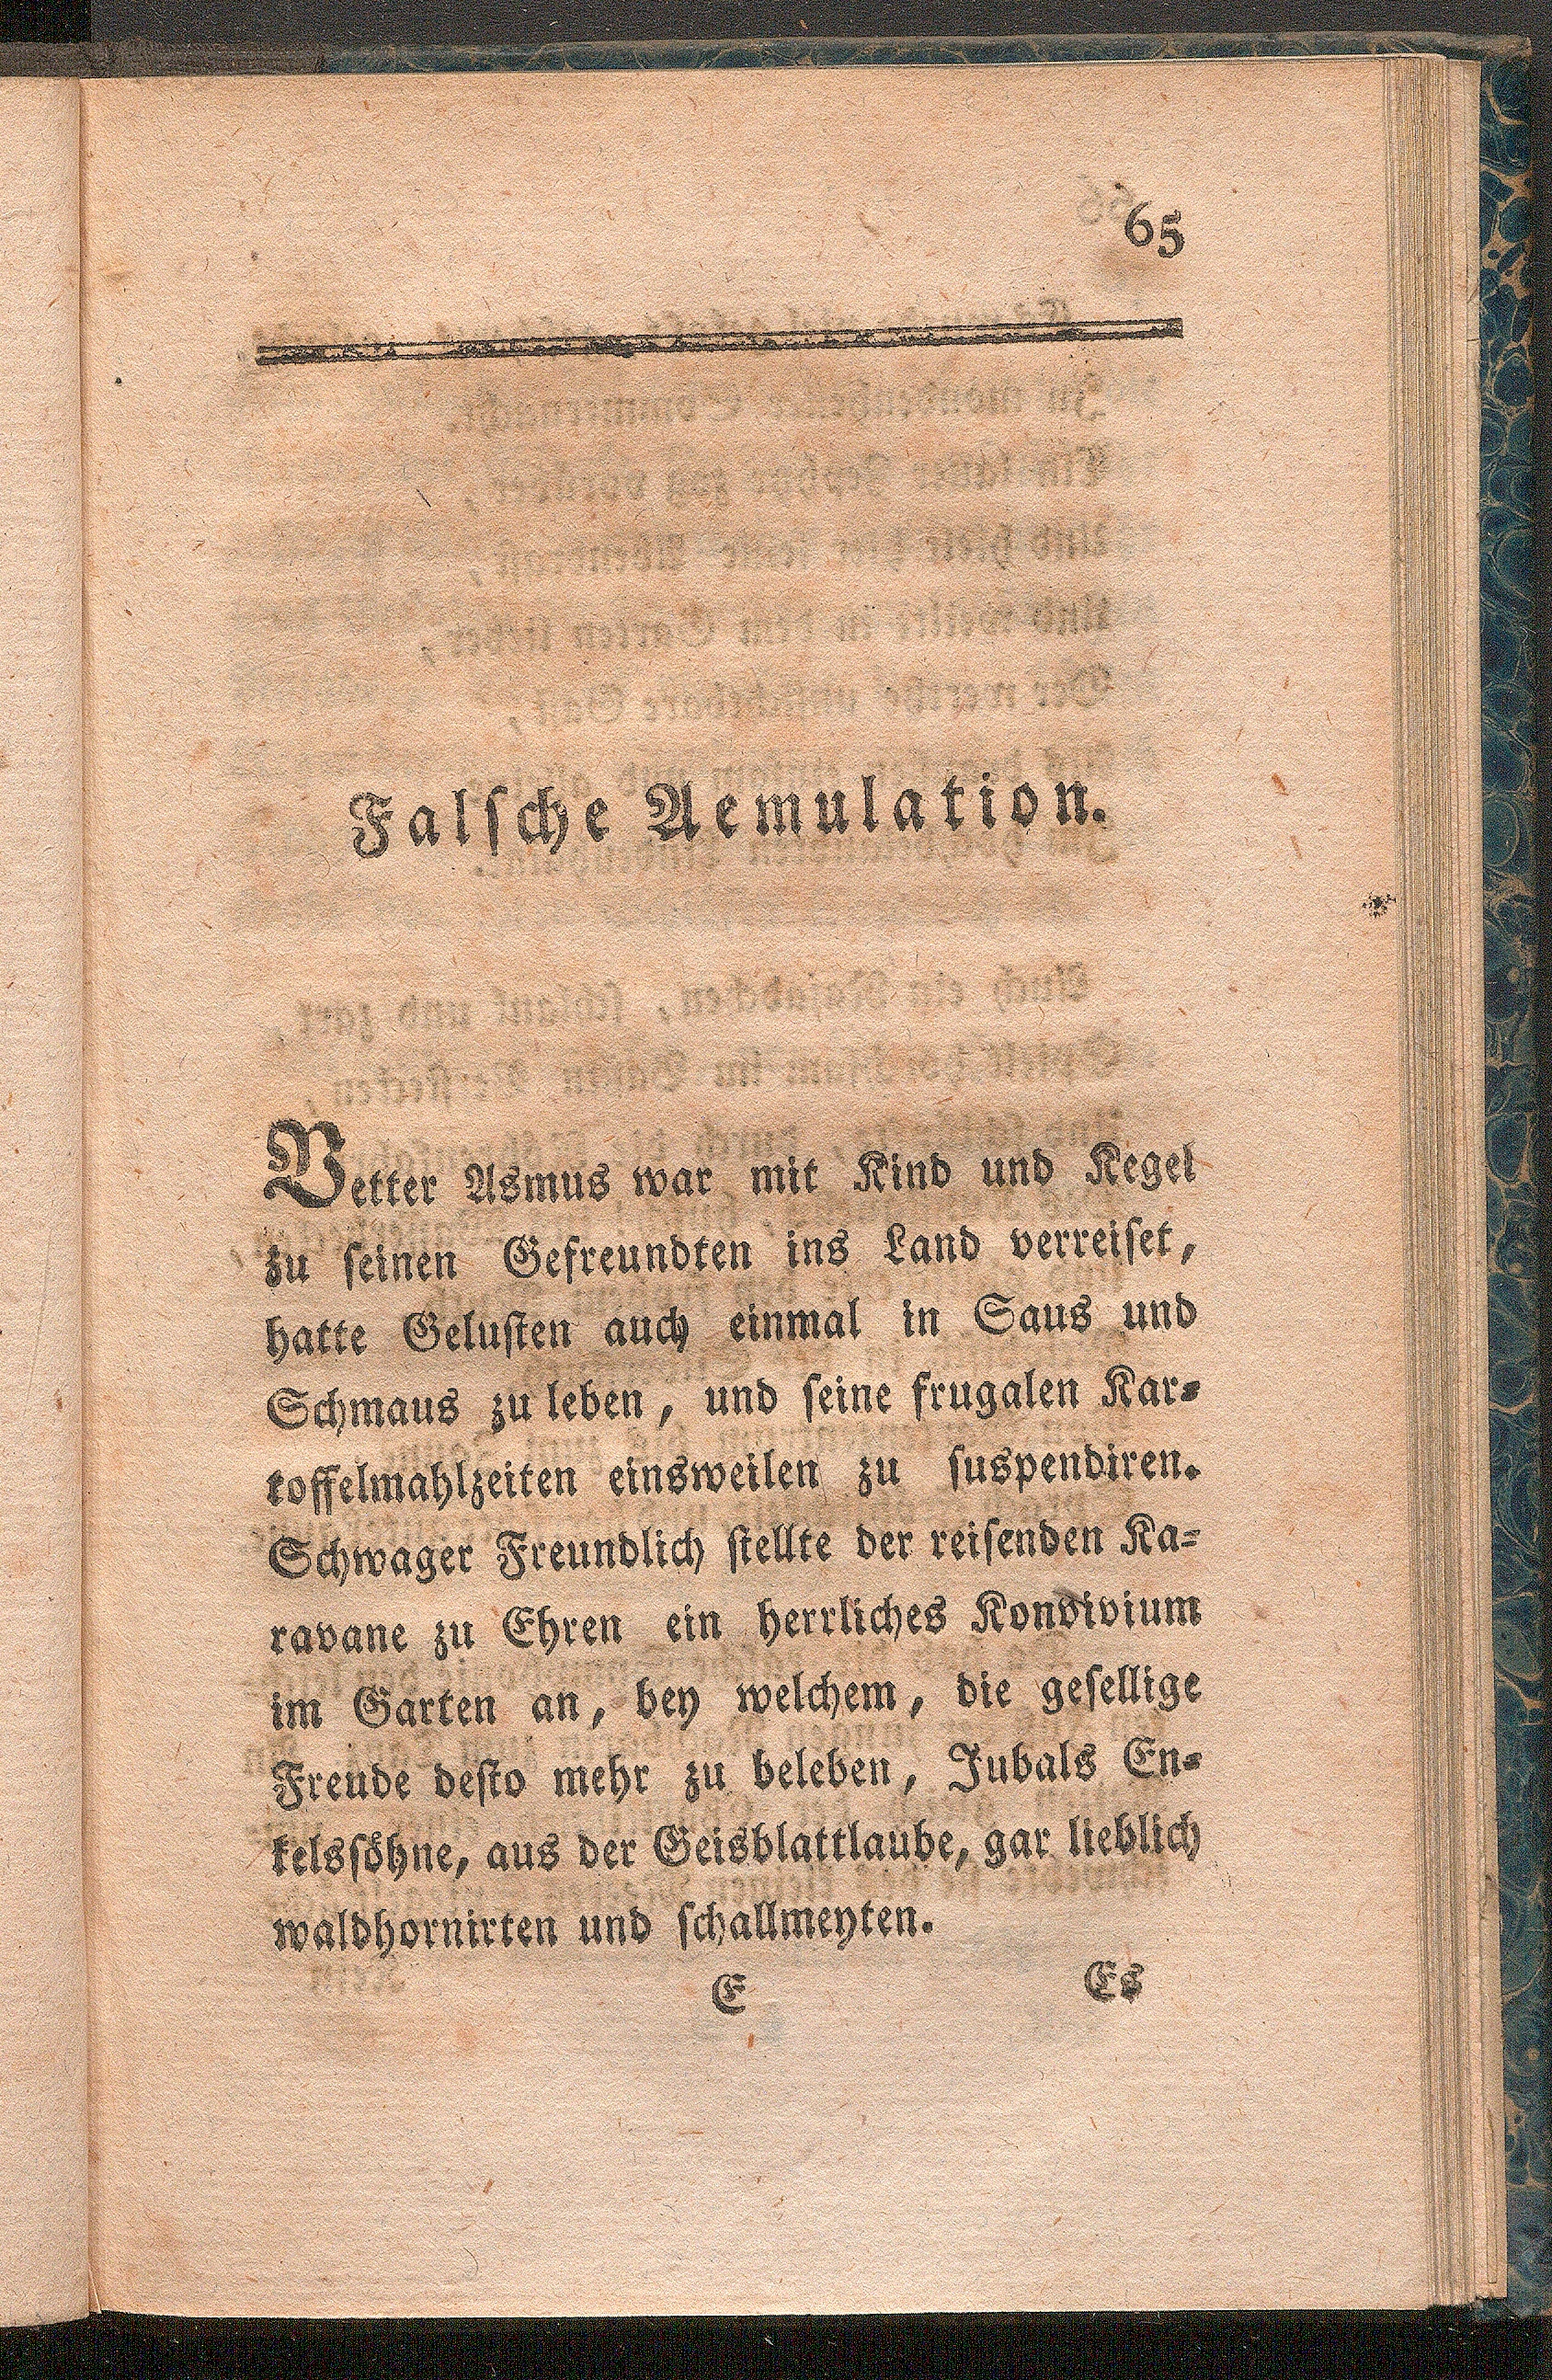 65
Falsche Aemulation.
Vetter Asmus war mit Kind und Kegel
zu ſeinen Gefreundten ins Land verreiſet,
hatte Geluſten auch einmal in Saus und
Schmaus zu leben, und ſeine frugalen Kar⸗
toffelmahlzeiten einsweilen zu ſuspendiren.
Schwager Freundlich ſtellte der reiſenden Ka⸗
ravane zu Ehren ein herrliches Konvivium
im Garten an, bey welchem, die geſellige
Freude deſto mehr zu beleben, Jubals En⸗
kelsſöhne, aus der Geisblattlaube, gar lieblich
waldhornirten und ſchallmeyten.
E Es